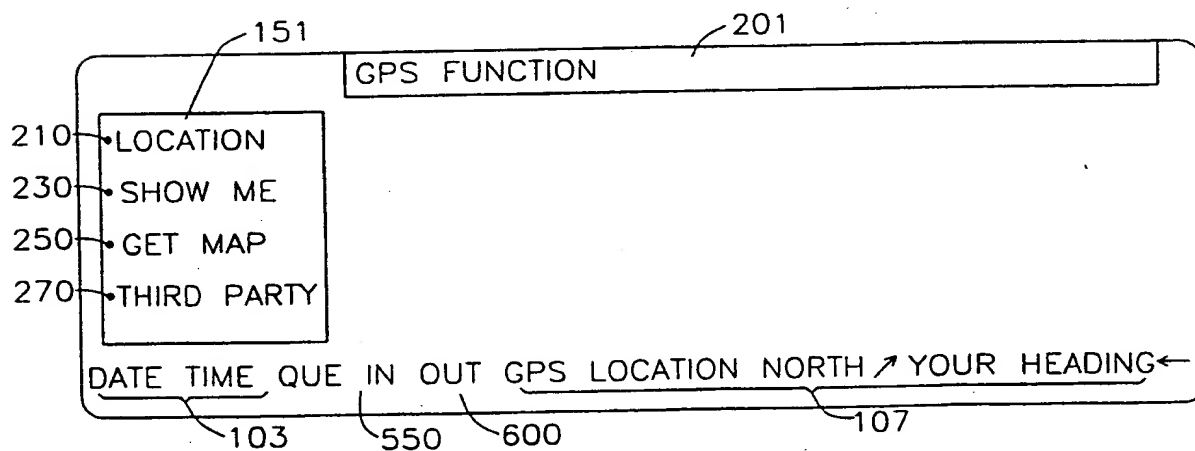 151
201
GPS FUNCTION
210 LOCATION
230 SHOW ME
250 GET MAP
270 THIRD PARTY
DATE TIME QUE IN OUT GPS LOCATION NORTH ↗ YOUR HEADING ←
103
550
600
107